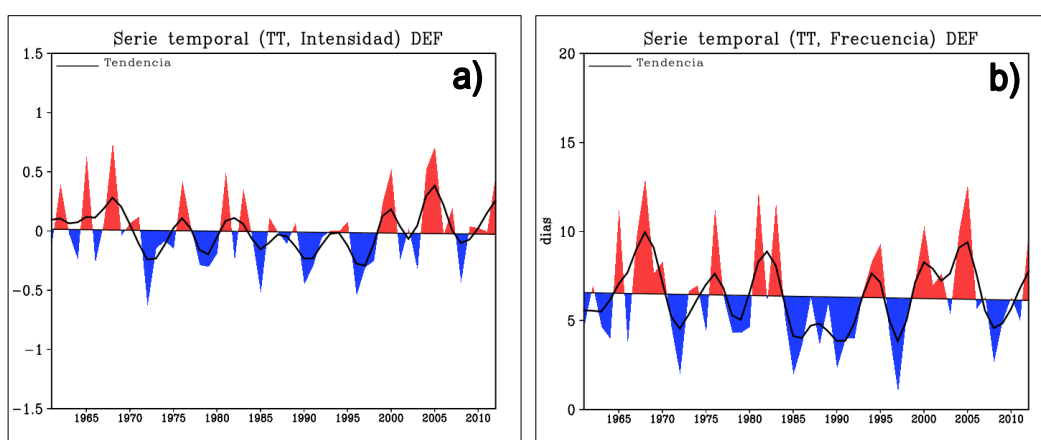 Serie temporal (TT, Intensidad) DEF
Tendencia
a)
1.5
1
0.5
0
−0.5
−1
−1.5
1965 1970 1975 1980 1985 1990 1995 2000 2005 2010
Serie temporal (TT, Frecuencia) DEF
Tendencia
b)
20
15
10
dias
5
0
1965 1970 1975 1980 1985 1990 1995 2000 2005 2010